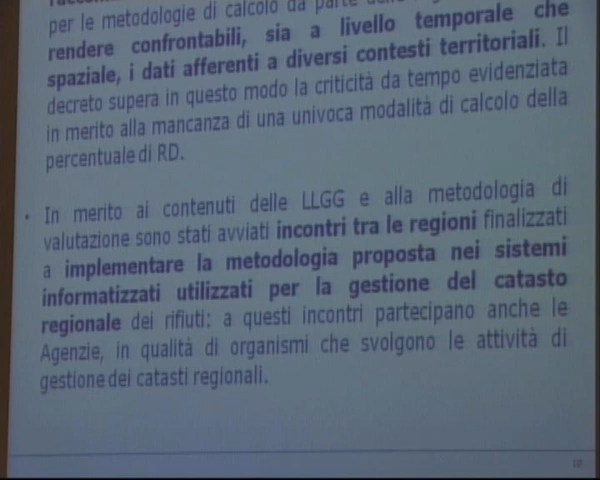 per le metodologie di calcolo da parte
rendere confrontabili, sia a livello temporale che
spaziale, i dati afferenti a diversi contesti territoriali. Il
decreto supera in questo modo la criticità da tempo evidenziata
in merito alla mancanza di una univoca modalità di calcolo della
percentuale di RD.
• In merito ai contenuti delle LLGG e alla metodologia di
valutazione sono stati avviati incontri tra le regioni finalizzati
a implementare la metodologia proposta nei sistemi
informatizzati utilizzati per la gestione del catasto
regionale dei rifiuti: a questi incontri partecipano anche le
Agenzie, in qualità di organismi che svolgono le attività di
gestione dei catasti regionali.